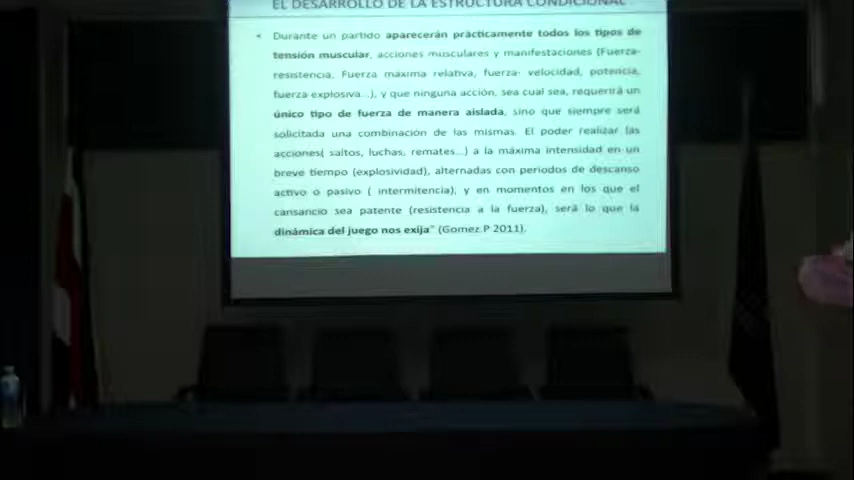 EL DESARROLLO DE LA ESTRUCTURA CONDICIONAL
• Durante un partido aparecerán prácticamente todos los tipos de
tensión muscular, acciones musculares y manifestaciones (Fuerza-
resistencia, Fuerza máxima relativa, fuerza- velocidad, potencia,
fuerza explosiva...), y que ninguna acción, sea cual sea, requerirá un
único tipo de fuerza de manera aislada, sino que siempre será
solicitada una combinación de las mismas. El poder realizar las
acciones( saltos, luchas, remates...) a la máxima intensidad en un
breve tiempo (explosividad), alternadas con periodos de descanso
activo o pasivo ( intermitencia), y en momentos en los que el
cansancio sea patente (resistencia a la fuerza), será lo que la
dinámica del juego nos exija" (Gomez.P 2011).